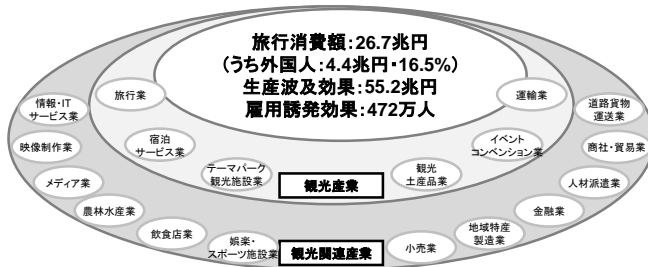 旅行消費額：26.7兆円
(うち外国人：4.4兆円・16.5%)
生産波及効果：55.2兆円
雇用誘発効果：472万人
旅行業
運輸業
情報・IT
サービス業
道路貨物
運送業
宿泊
サービス業
イベント
コンベンション業
映像制作業
商社・貿易業
テーマパーク
観光施設業
観光
土産品業
メディア業
観光産業
人材派遣業
農林水産業
金融業
飲食店業
地域特産
製造業
娯楽・
スポーツ施設業
観光関連産業
小売業